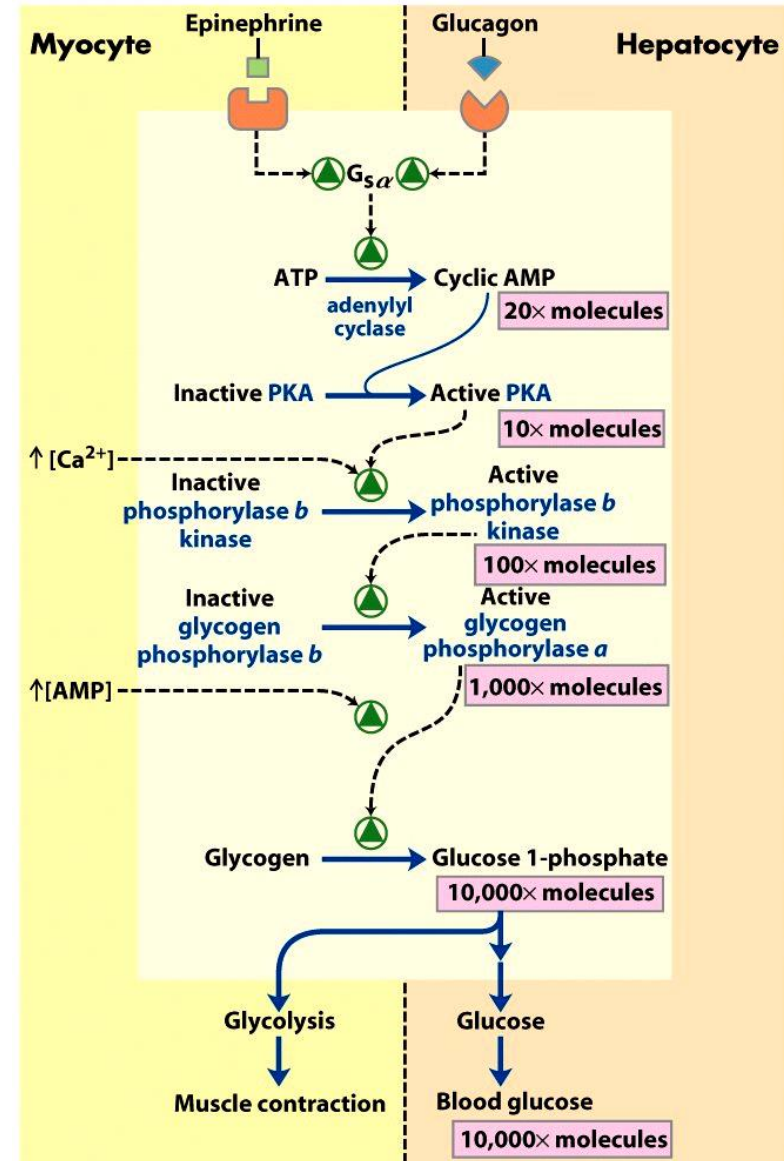 Myocyte
Epinephrine
Glucagon
Hepatocyte
Gsα
ATP
Cyclic AMP
adenylyl
cyclase
20× molecules
Inactive PKA
Active PKA
10× molecules
↑[Ca²⁺]
Inactive
phosphorylase b
kinase
Active
phosphorylase b
kinase
100× molecules
Inactive
glycogen
phosphorylase b
Active
glycogen
phosphorylase a
1,000× molecules
↑[AMP]
Glycogen
Glucose 1-phosphate
10,000× molecules
Glycolysis
Glucose
Muscle contraction
Blood glucose
10,000× molecules